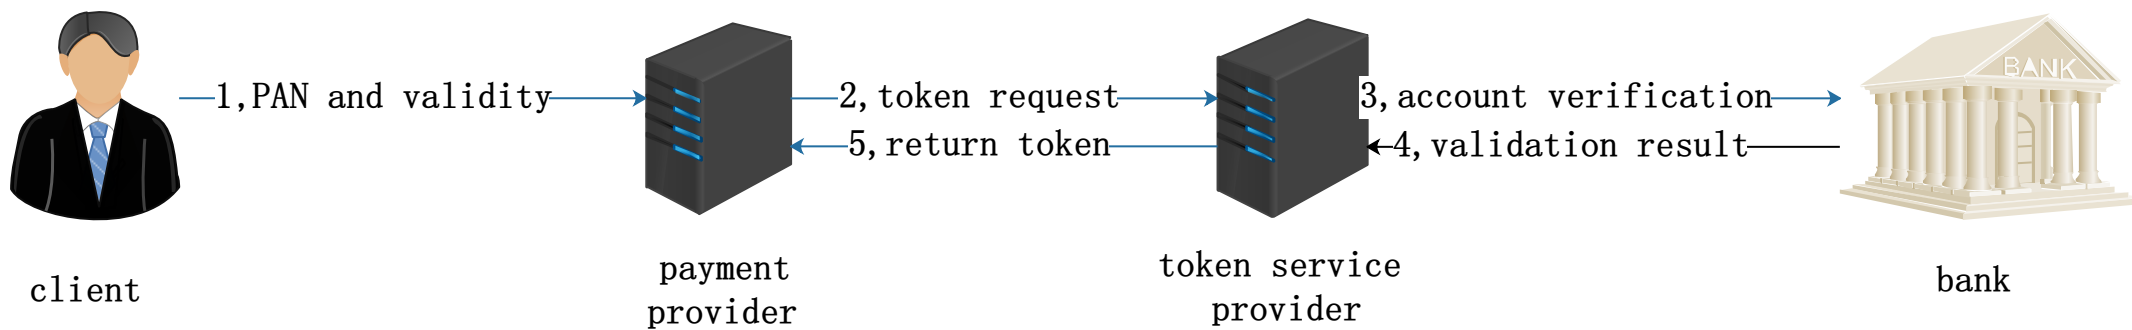 BANK
1,PAN and validity
2,token request
3,account verification
5,return token
4,validation result
client
payment
provider
token service
provider
bank